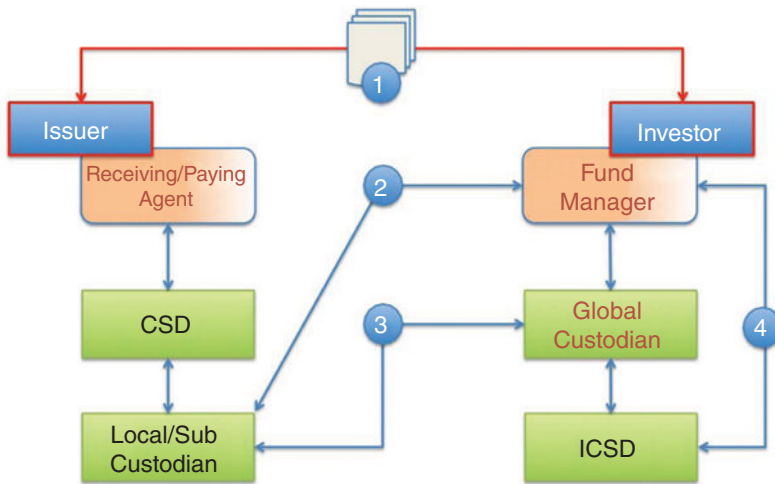 1
Issuer
Investor
Receiving/Paying
Agent
2
Fund
Manager
CSD
3
Global
Custodian
4
Local/Sub
Custodian
ICSD